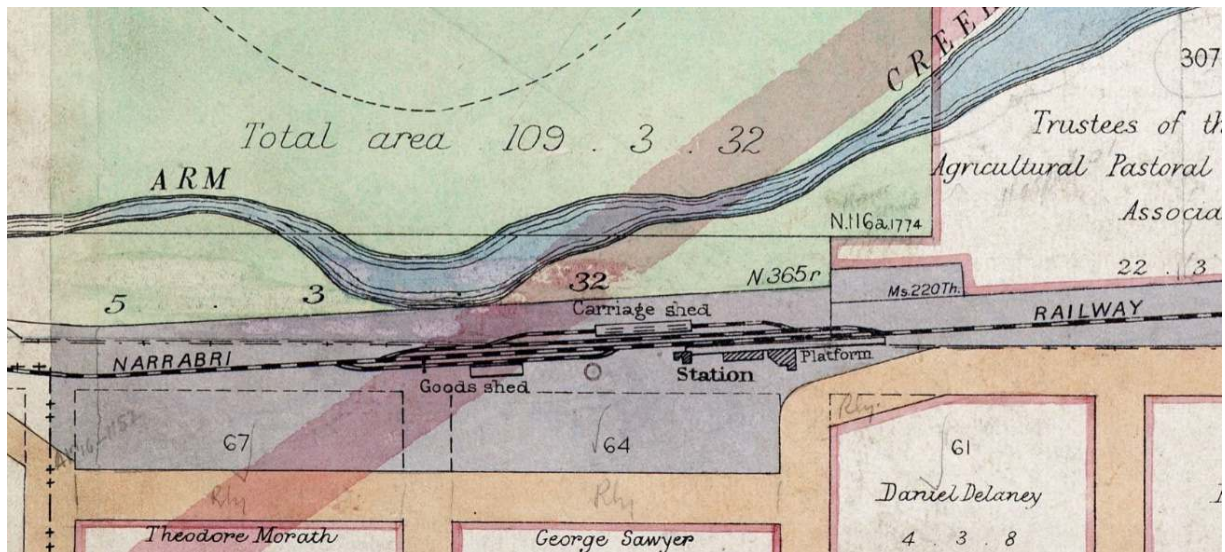 CREE
307
Total area 109 . 3 . 32
Trustees of th
Agricultural Pastoral
Associa
ARM
N.116a.1774
22 . 3
5 . . 3 32
N.365r
Ms.220Th.
Carriage shed
RAILWAY
NARRABRI
Platform
Station
Goods shed
Rly.
67
64
61
Rly
Rly
Daniel Delaney
Theodore Morath
George Sawyer
4 . 3 . 8